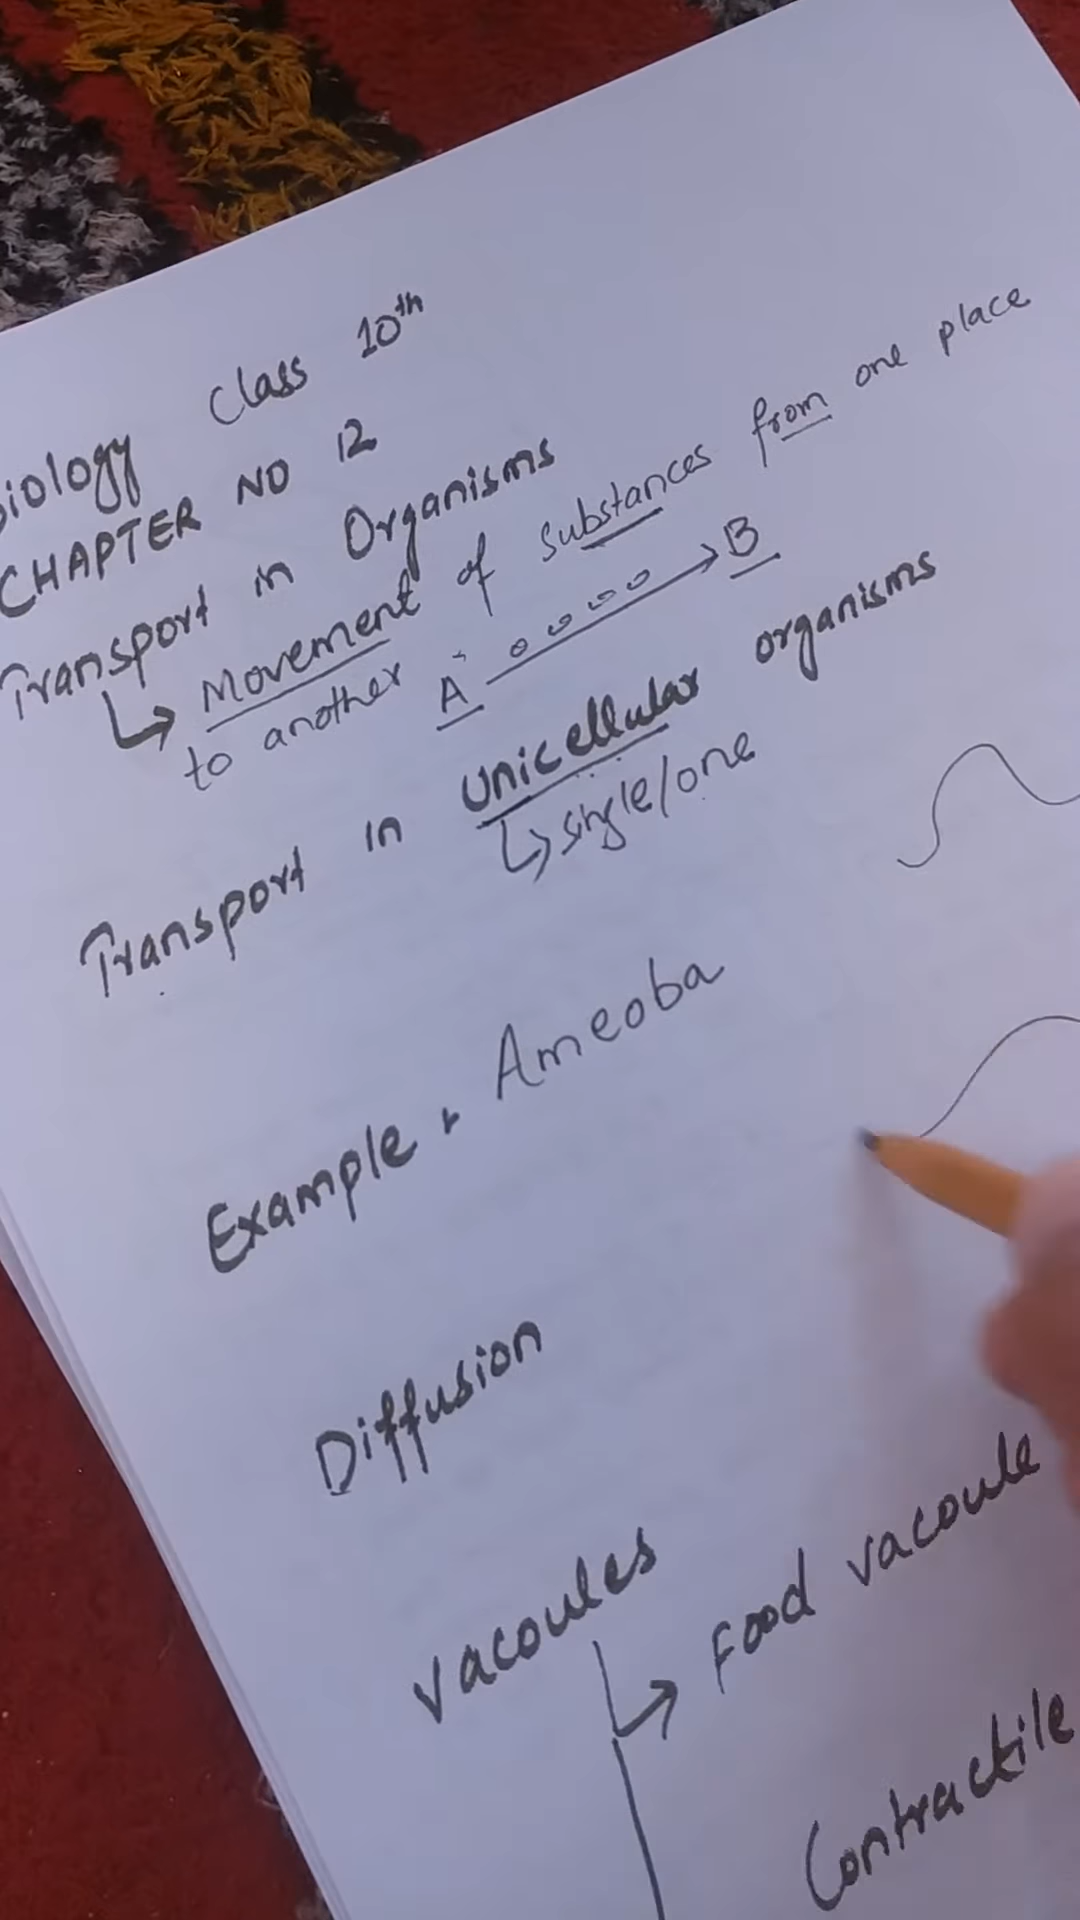 Biology Class 10th
CHAPTER NO 12
Transport in Organisms
↳ Movement of substances from one place
to another A → B
Transport in Unicellular organisms
↳ single/one
Example Ameoba
Diffusion
Vacoules
→ Food vacoule
Contractile